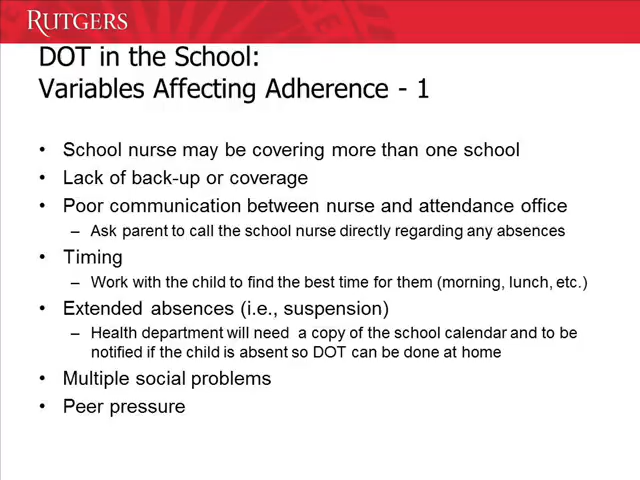 RUTGERS
DOT in the School:
Variables Affecting Adherence - 1
• School nurse may be covering more than one school
• Lack of back-up or coverage
• Poor communication between nurse and attendance office
– Ask parent to call the school nurse directly regarding any absences
• Timing
– Work with the child to find the best time for them (morning, lunch, etc.)
• Extended absences (i.e., suspension)
– Health department will need a copy of the school calendar and to be
notified if the child is absent so DOT can be done at home
• Multiple social problems
• Peer pressure